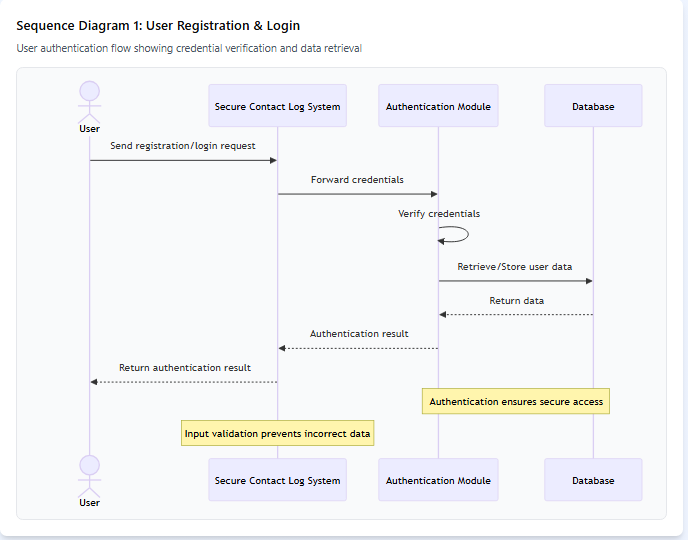 Sequence Diagram 1: User Registration & Login
User authentication flow showing credential verification and data retrieval
User
Secure Contact Log System
Authentication Module
Database
Send registration/login request
Forward credentials
Verify credentials
Retrieve/Store user data
Return data
Authentication result
Return authentication result
Authentication ensures secure access
Input validation prevents incorrect data
User
Secure Contact Log System
Authentication Module
Database